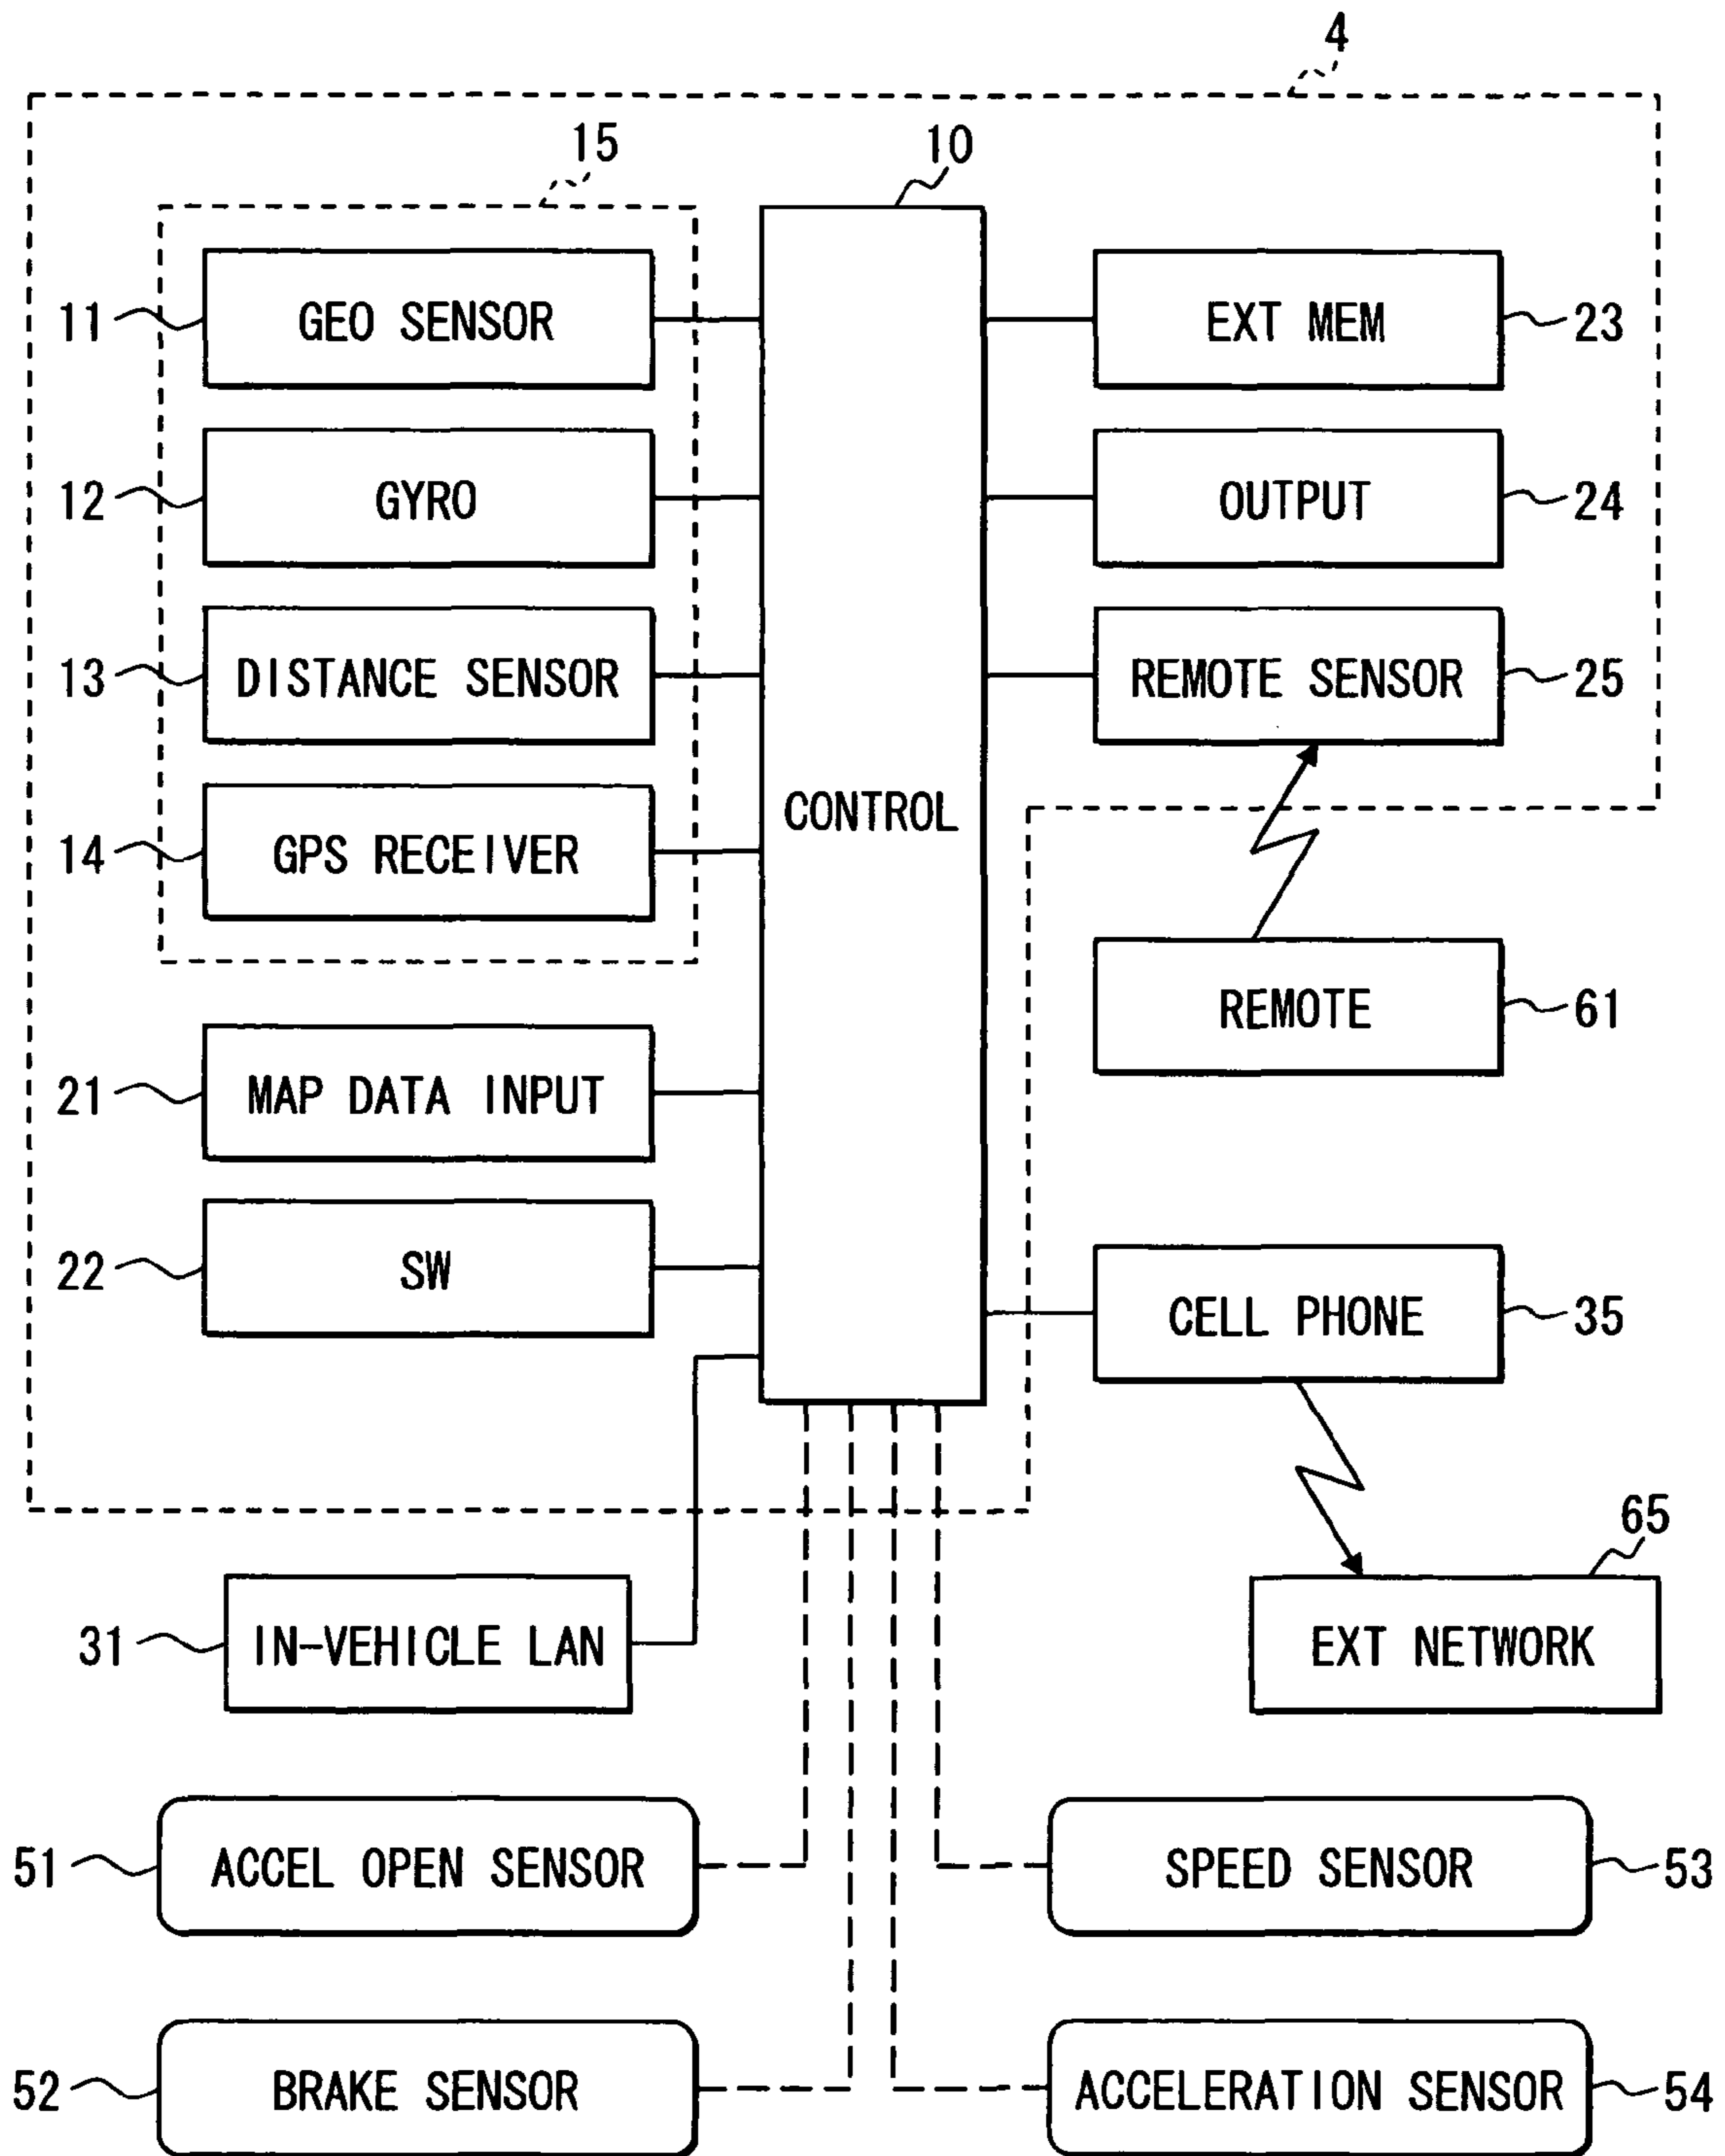 4
15
10
11
GEO SENSOR
EXT MEM
23
12
GYRO
OUTPUT
24
13
DISTANCE SENSOR
REMOTE SENSOR
25
CONTROL
14
GPS RECEIVER
REMOTE
61
21
MAP DATA INPUT
22
SW
CELL PHONE
35
65
31
IN-VEHICLE LAN
EXT NETWORK
51
ACCEL OPEN SENSOR
SPEED SENSOR
53
52
BRAKE SENSOR
ACCELERATION SENSOR
54